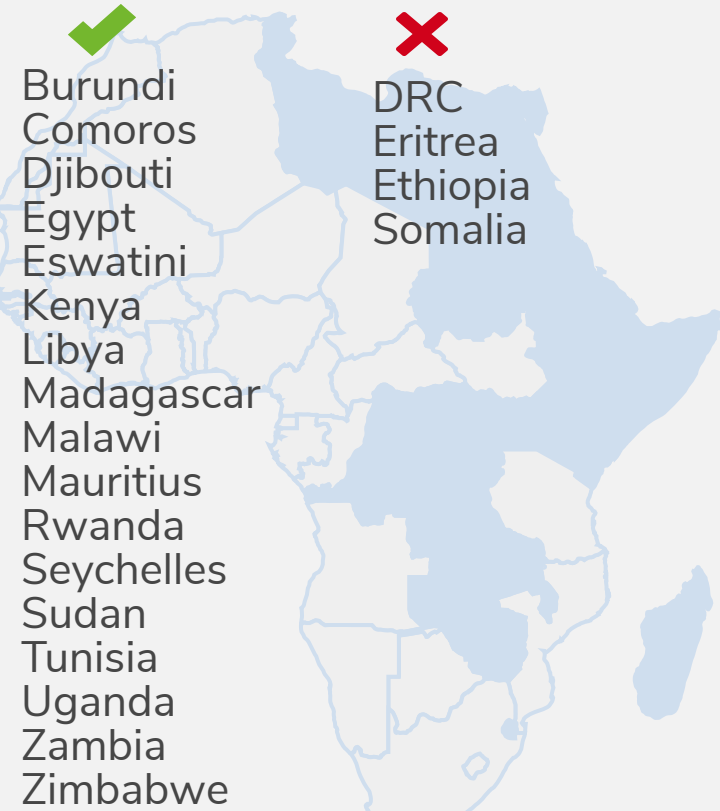 Burundi
Comoros
Djibouti
Egypt
Eswatini
Kenya
Libya
Madagascar
Malawi
Mauritius
Rwanda
Seychelles
Sudan
Tunisia
Uganda
Zambia
Zimbabwe
DRC
Eritrea
Ethiopia
Somalia